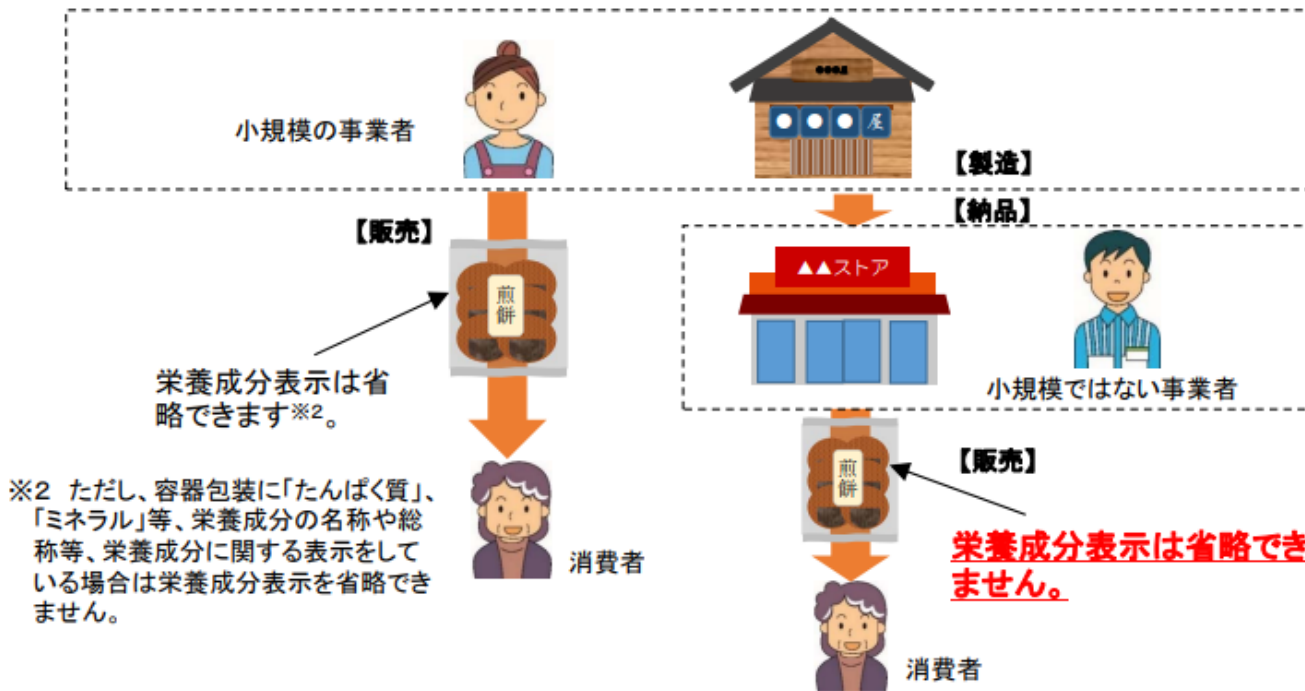 小規模の事業者
●●●屋
【製造】
【納品】
【販売】
煎餅
▲▲ストア
小規模ではない事業者
栄養成分表示は省
略できます※2。
煎餅
【販売】
※2 ただし、容器包装に「たんぱく質」、
「ミネラル」等、栄養成分の名称や総
称等、栄養成分に関する表示をして
いる場合は栄養成分表示を省略でき
ません。
消費者
栄養成分表示は省略でき
ません。
消費者